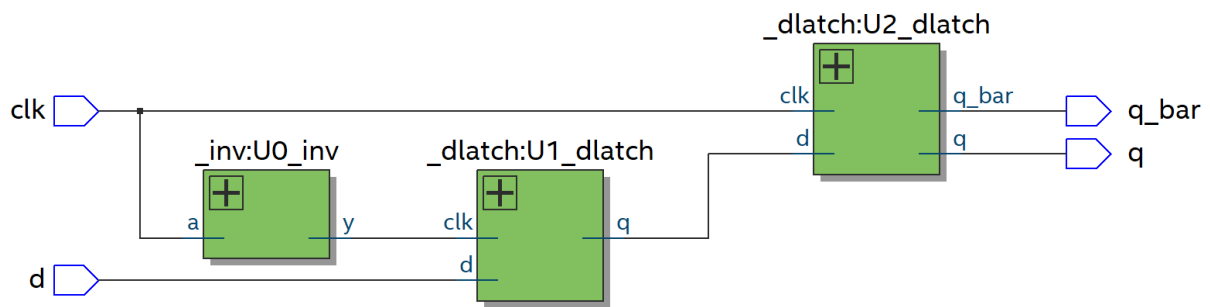 _dlatch:U2_dlatch
clk
clk
q_bar
q_bar
d
q
q
_inv:U0_inv
_dlatch:U1_dlatch
a
y
clk
q
d
d